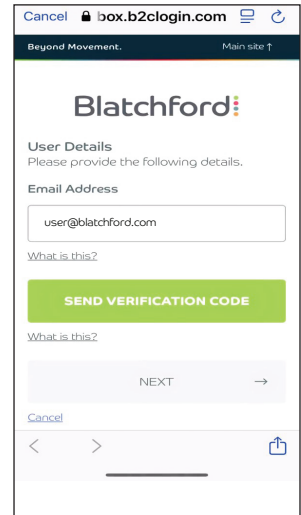 Cancel box.b2clogin.com
Beyond Movement. Main site ↑
Blatchford
User Details
Please provide the following details.
Email Address
user@blatchford.com
What is this?
SEND VERIFICATION CODE
What is this?
NEXT →
Cancel